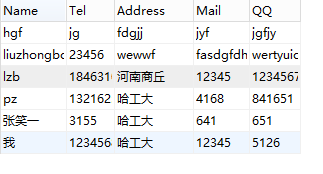 Name Tel Address Mail QQ
hgf jg fdgjj jyf jgfjy
liuzhongbo 23456 wewwf fasdgfdh wertyuic
lzb 184631 河南商丘 12345 1234567
pz 132162 哈工大 4168 841651
张笑一 3155 哈工大 641 651
我 123456 哈工大 12345 5126